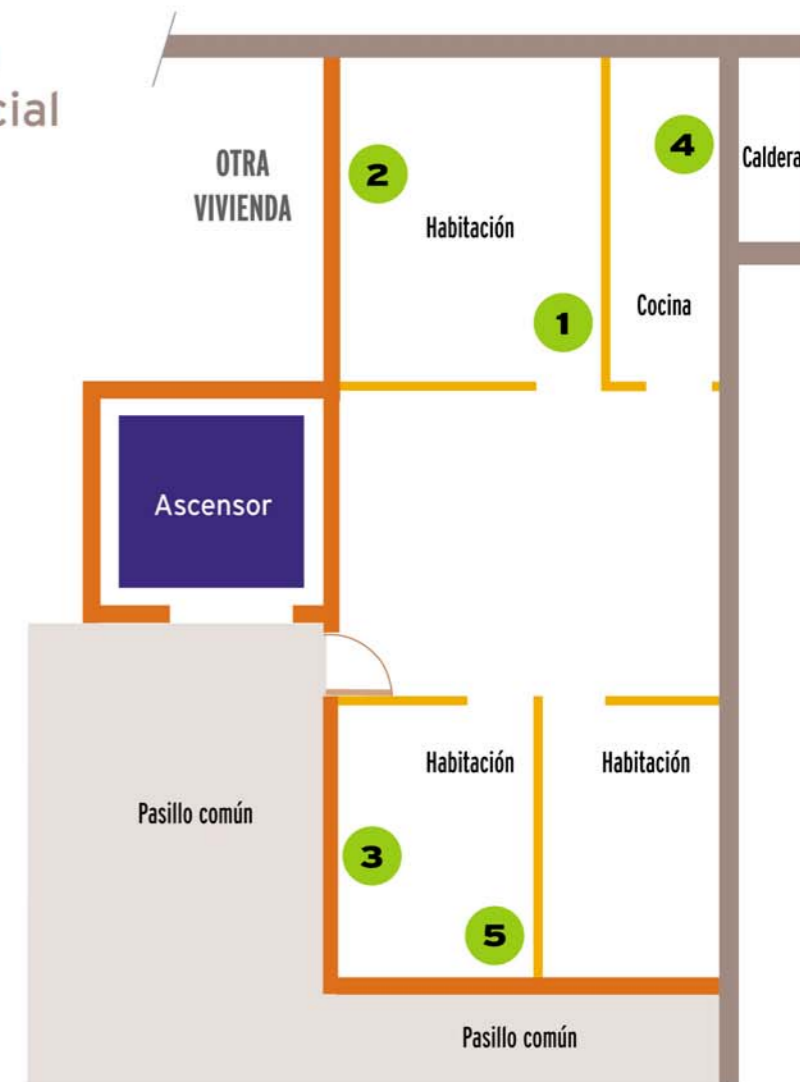 cial
OTRA
VIVIENDA
2
Habitación
4
Caldera
1
Cocina
Ascensor
Habitación
Habitación
Pasillo común
3
5
Pasillo común